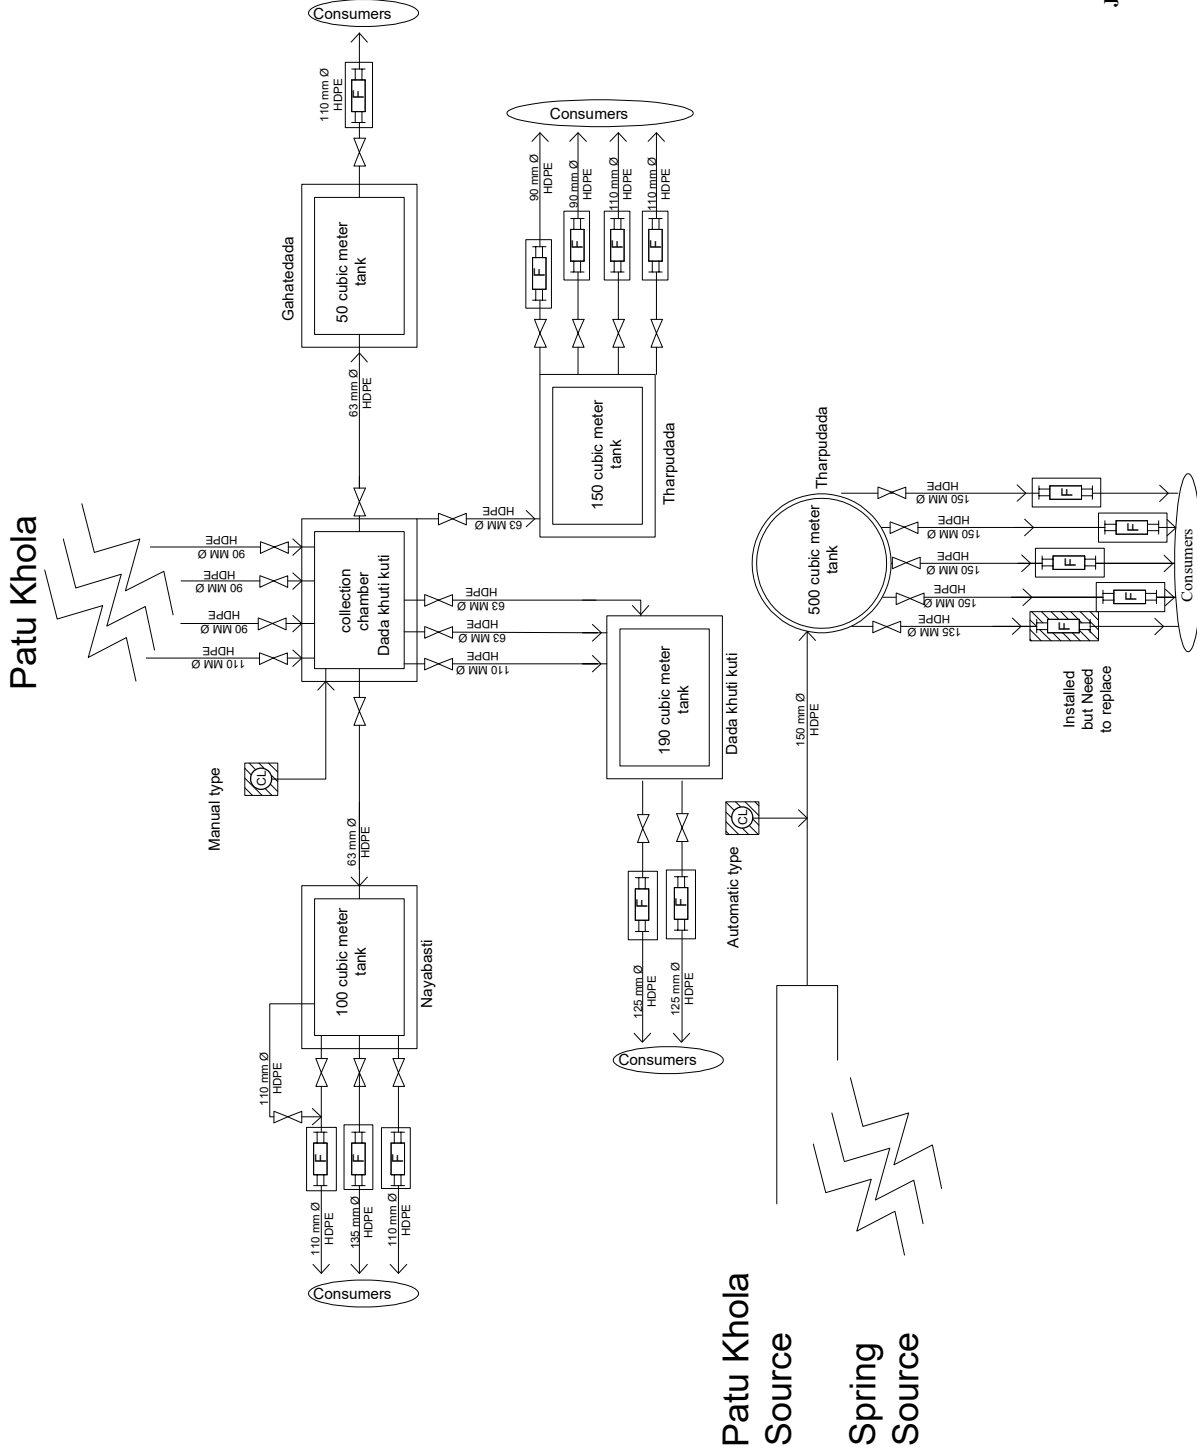 Patu Khola
110 MM Ø
HDPE
90 MM Ø
HDPE
90 MM Ø
HDPE
90 MM Ø
HDPE
Manual type
CL
Consumers
110 mm Ø
HDPE
135 mm Ø
HDPE
110 mm Ø
HDPE
F
F
F
110 mm Ø
HDPE
100 cubic meter
tank
Nayabasti
63 mm Ø
HDPE
collection
chamber
Dada khuti kuti
63 mm Ø
HDPE
Gahatedada
50 cubic meter
tank
F
110 mm Ø
HDPE
Consumers
110 MM Ø
HDPE
63 MM Ø
HDPE
63 MM Ø
HDPE
63 MM Ø
HDPE
150 cubic meter
tank
Tharpudada
F
F
F
F
90 mm Ø
HDPE
90 mm Ø
HDPE
110 mm Ø
HDPE
110 mm Ø
HDPE
Consumers
Consumers
125 mm Ø
HDPE
125 mm Ø
HDPE
F
F
190 cubic meter
tank
Dada khuti kuti
Patu Khola
Source
Spring
Source
Automatic type
CL
150 mm Ø
HDPE
500 cubic meter
tank
Tharpudada
135 MM Ø
HDPE
150 MM Ø
HDPE
150 MM Ø
HDPE
150 MM Ø
HDPE
150 MM Ø
HDPE
F
F
F
F
F
Installed
but Need
to replace
Consumers